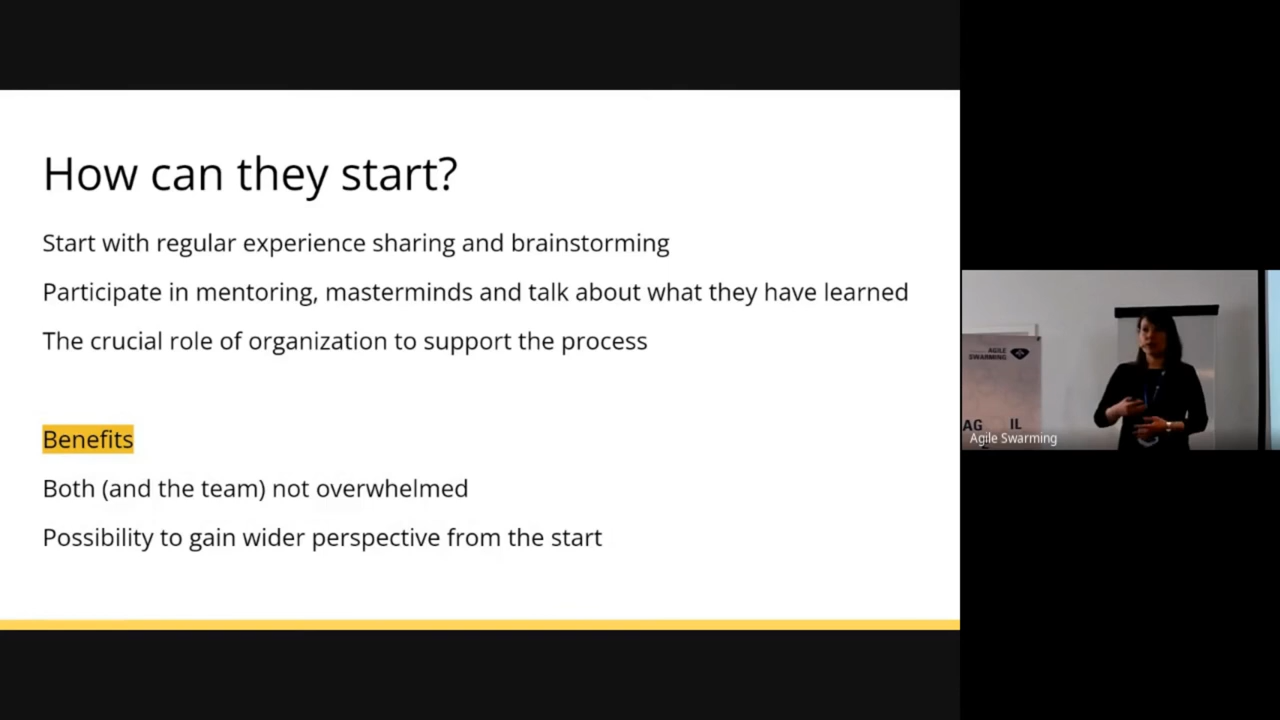 How can they start?
Start with regular experience sharing and brainstorming
Participate in mentoring, masterminds and talk about what they have learned
The crucial role of organization to support the process
Benefits
Both (and the team) not overwhelmed
Possibility to gain wider perspective from the start
AGILE
SWARMING
AG IL
Agile Swarming